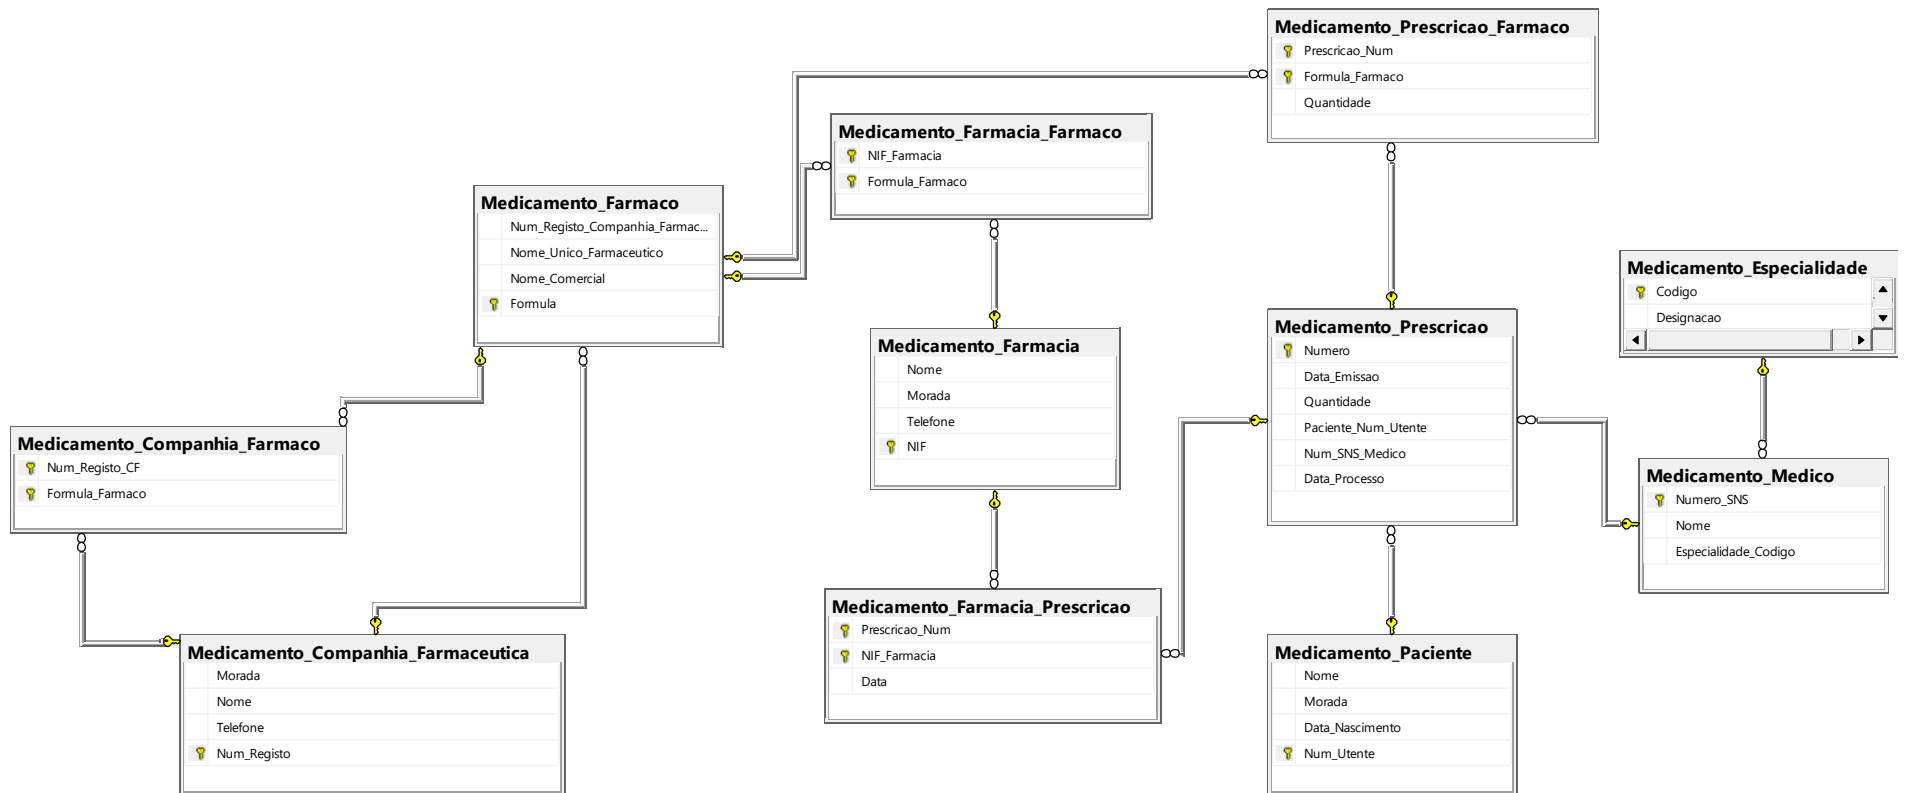 Medicamento_Prescricao_Farmaco
Prescricao_Num
Formula_Farmaco
Quantidade
Medicamento_Farmacia_Farmaco
NIF_Farmacia
Formula_Farmaco
Medicamento_Farmaco
Num_Registo_Companhia_Farmac...
Nome_Unico_Farmaceutico
Nome_Comercial
Formula
Medicamento_Especialidade
Codigo
Designacao
Medicamento_Prescricao
Numero
Data_Emissao
Quantidade
Paciente_Num_Utente
Num_SNS_Medico
Data_Processo
Medicamento_Farmacia
Nome
Morada
Telefone
NIF
Medicamento_Companhia_Farmaco
Num_Registo_CF
Formula_Farmaco
Medicamento_Medico
Numero_SNS
Nome
Especialidade_Codigo
Medicamento_Farmacia_Prescricao
Prescricao_Num
NIF_Farmacia
Data
Medicamento_Companhia_Farmaceutica
Morada
Nome
Telefone
Num_Registo
Medicamento_Paciente
Nome
Morada
Data_Nascimento
Num_Utente